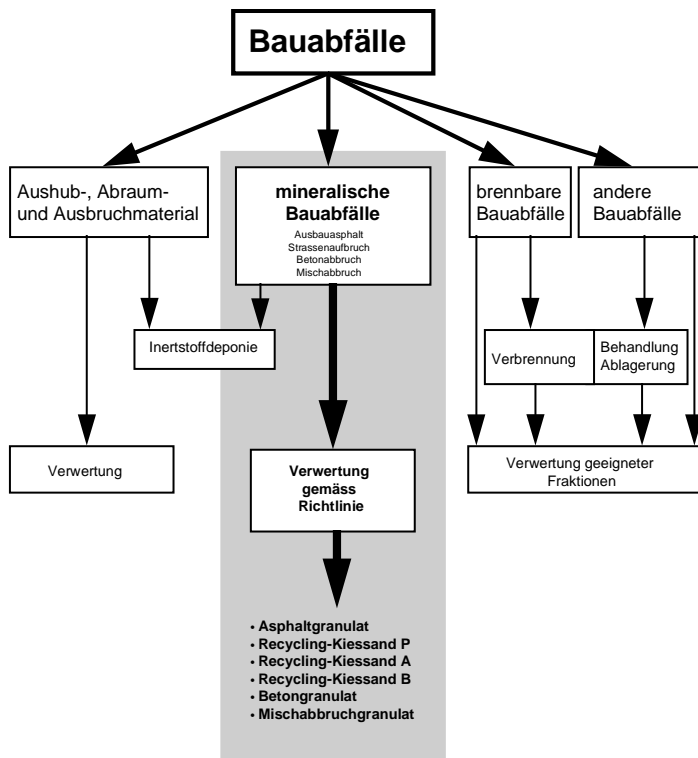 Bauabfälle
Aushub-, Abraum-
und Ausbruchmaterial
mineralische
Bauabfälle
Ausbauasphalt
Strassenaufbruch
Betonabbruch
Mischabbruch
brennbare
Bauabfälle
andere
Bauabfälle
Inertstoffdeponie
Verbrennung
Behandlung
Ablagerung
Verwertung
Verwertung
gemäss
Richtlinie
Verwertung geeigneter
Fraktionen
• Asphaltgranulat
• Recycling-Kiessand P
• Recycling-Kiessand A
• Recycling-Kiessand B
• Betongranulat
• Mischabbruchgranulat